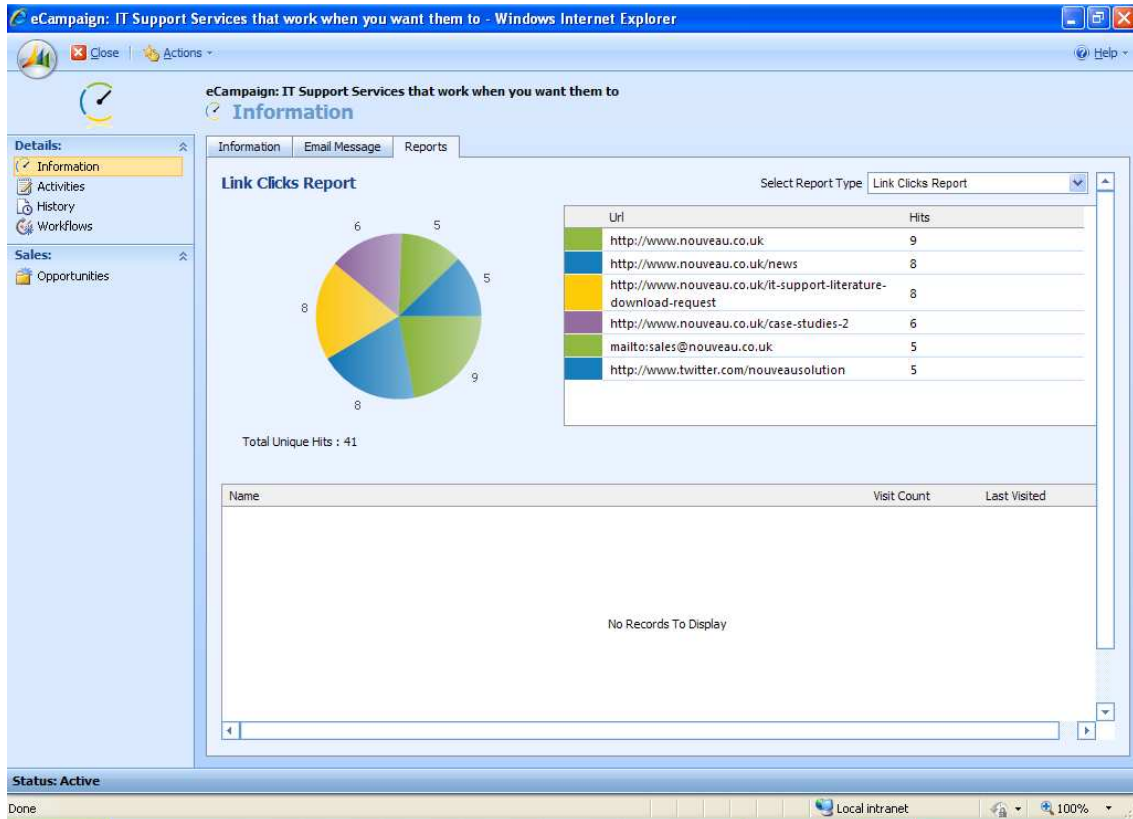 eCampaign: IT Support Services that work when you want them to - Windows Internet Explorer
Close Actions Help
eCampaign: IT Support Services that work when you want them to
Information
Details:
Information
Activities
History
Workflows
Sales:
Opportunities
Information Email Message Reports
Link Clicks Report
Select Report Type Link Clicks Report
6 5
5
8
9
8
Total Unique Hits : 41
Url Hits
http://www.nouveau.co.uk 9
http://www.nouveau.co.uk/news 8
http://www.nouveau.co.uk/it-support-literature-
download-request 8
http://www.nouveau.co.uk/case-studies-2 6
mailto:sales@nouveau.co.uk 5
http://www.twitter.com/nouveausolution 5
Name Visit Count Last Visited
No Records To Display
Status: Active
Done Local intranet 100%